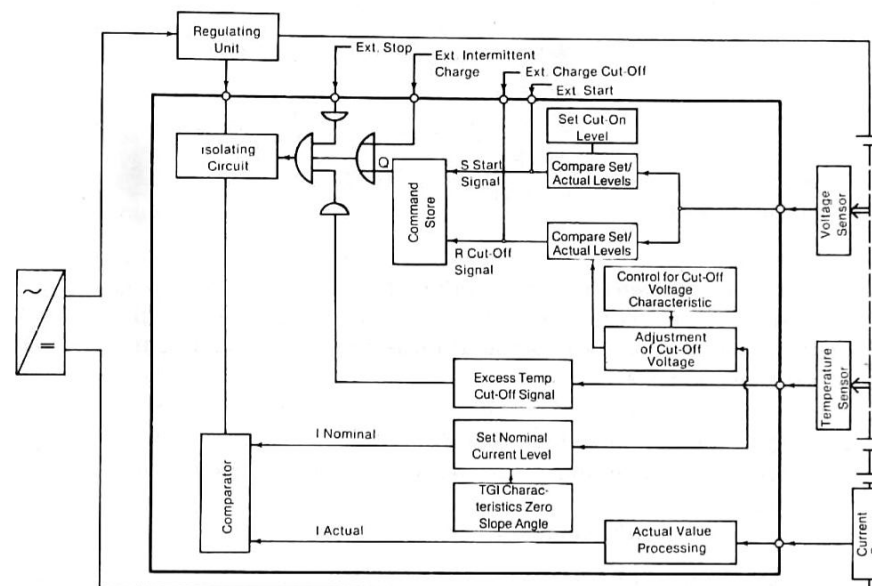 Regulating
Unit
Ext. Stop
Ext. Intermittent
Charge
Ext. Charge Cut-Off
Ext. Start
Set Cut-On
Level
Isolating
Circuit
Q
Command
Store
S Start
Signal
Compare Set/
Actual Levels
Voltage
Sensor
R Cut-Off
Signal
Compare Set/
Actual Levels
Control for Cut-Off
Voltage
Characteristic
Adjustment
of Cut-Off
Voltage
~
=
Excess Temp.
Cut-Off Signal
Temperature
Sensor
I Nominal
Set Nominal
Current Level
Comparator
TGI Charac-
teristics Zero
Slope Angle
I Actual
Actual Value
Processing
Current